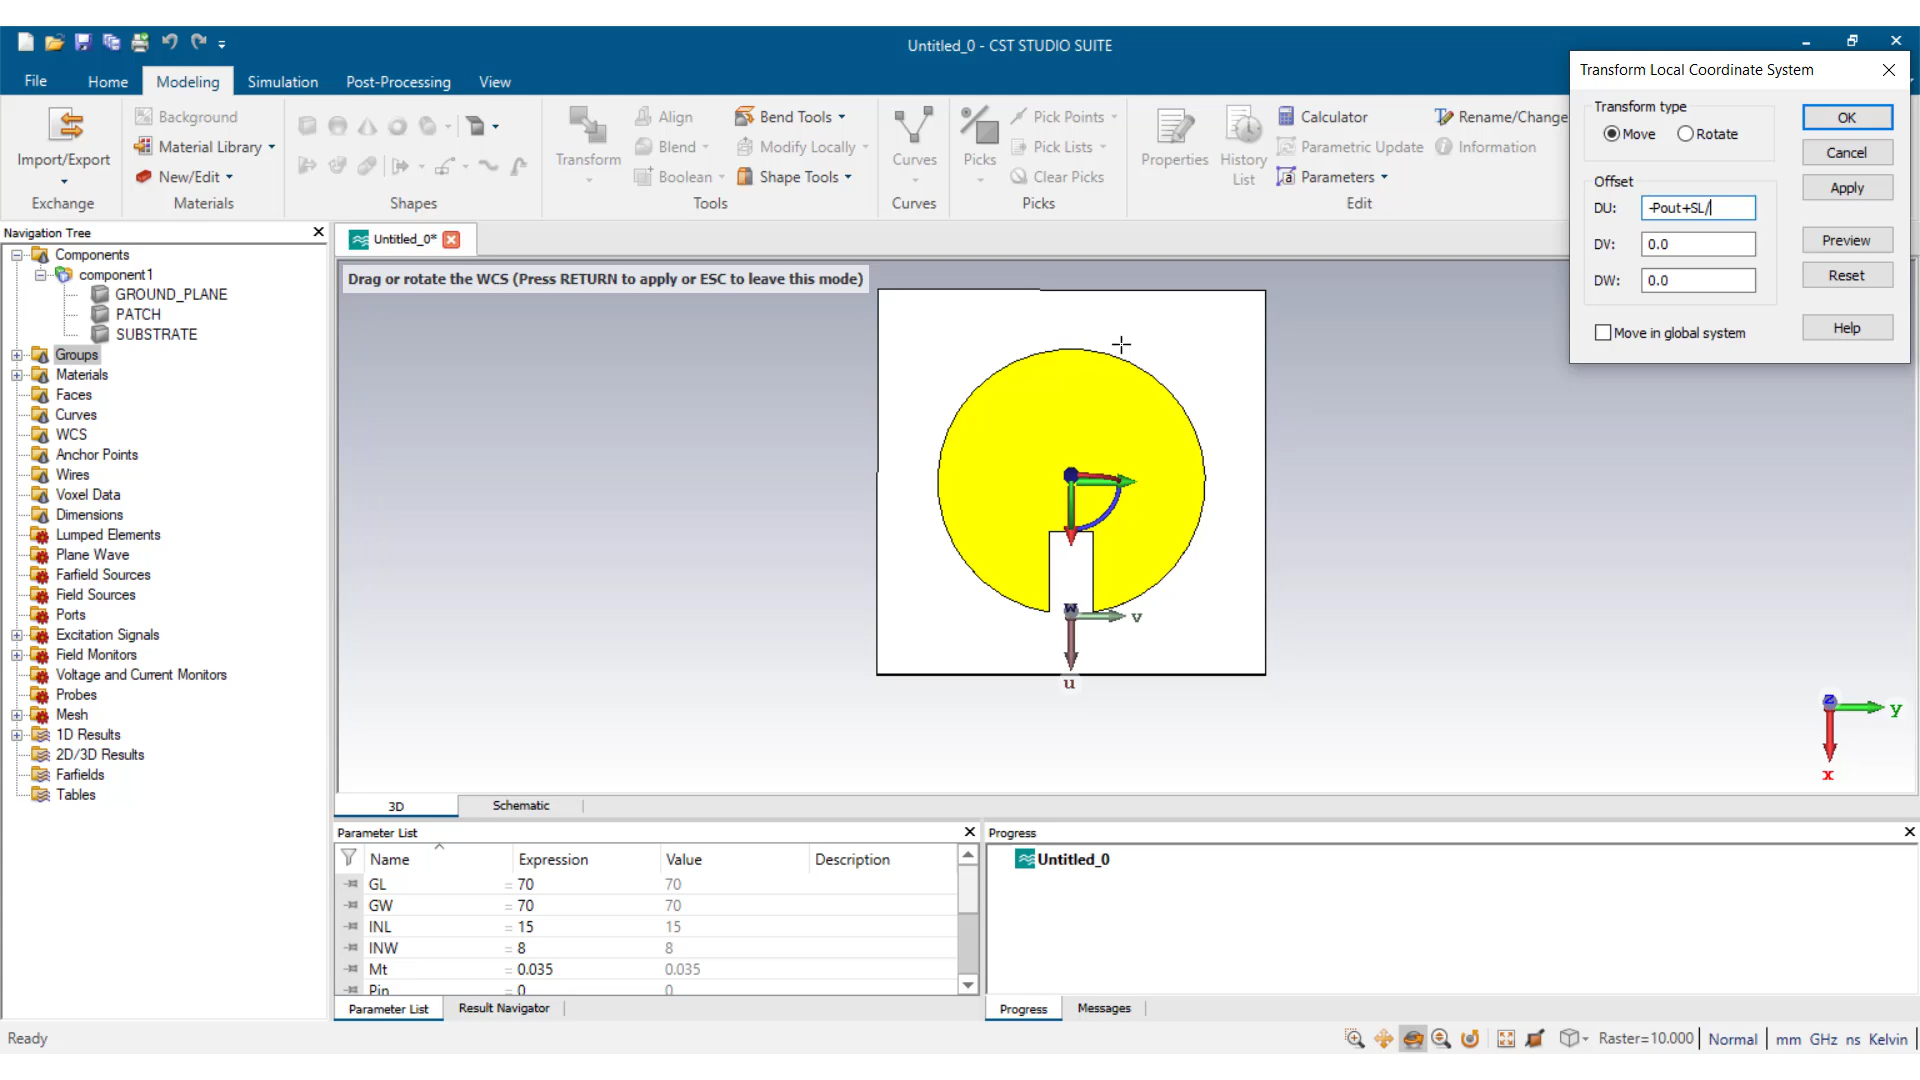 Untitled_0 - CST STUDIO SUITE
File
Home
Modeling
Simulation
Post-Processing
View
Import/Export
Exchange
Background
Material Library
New/Edit
Materials
Shapes
Transform
Align
Blend
Boolean
Bend Tools
Modify Locally
Shape Tools
Tools
Curves
Curves
Picks
Pick Points
Pick Lists
Clear Picks
Picks
Properties
History
List
Calculator
Parametric Update
Parameters
Rename/Change
Information
Edit
Transform Local Coordinate System
Transform type
Move
Rotate
Offset
DU: -Pout+SL/
DV: 0.0
DW: 0.0
Move in global system
OK
Cancel
Apply
Preview
Reset
Help
Navigation Tree
Components
component1
GROUND_PLANE
PATCH
SUBSTRATE
Groups
Materials
Faces
Curves
WCS
Anchor Points
Wires
Voxel Data
Dimensions
Lumped Elements
Plane Wave
Farfield Sources
Field Sources
Ports
Excitation Signals
Field Monitors
Voltage and Current Monitors
Probes
Mesh
1D Results
2D/3D Results
Farfields
Tables
Untitled_0*
Drag or rotate the WCS (Press RETURN to apply or ESC to leave this mode)
w
v
u
z
y
x
3D
Schematic
Parameter List
Name Expression Value Description
GL = 70 70
GW = 70 70
INL = 15 15
INW = 8 8
Mt = 0.035 0.035
Pin = 0 0
Parameter List
Result Navigator
Progress
Untitled_0
Progress
Messages
Ready
Raster=10.000
Normal
mm GHz ns Kelvin